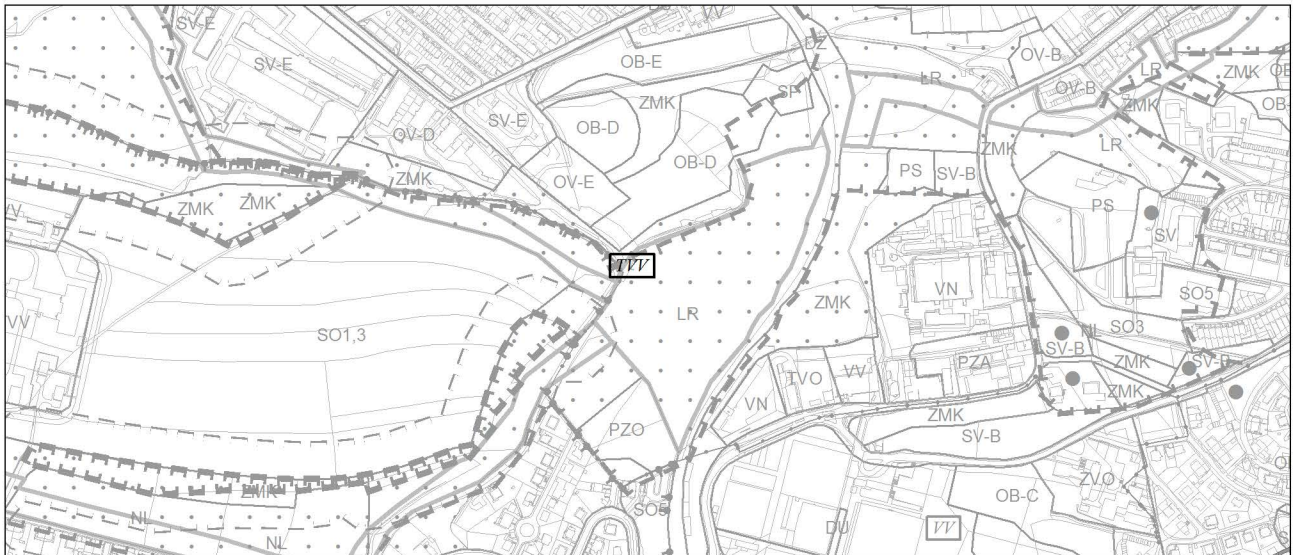 SV-E
VV
DZ
OV-B
OB-E
SV-E
LR
ZMK
LR
OV-B
ZMK
ZMK
SP
SV-E
OB-D
OV-D
LR
OB-D
ZMK
PS
SV-B
ZMK
OV-E
PS
ZMK
ZMK
SV
TVV
VN
SO5
ZMK
LR
VV
SO1,3
SO3
NL
SV-B
ZMK
PZA
SV-B
TVO
VV
ZMK
VN
ZMK
PZO
SV-B
ZMK
OB-C
ZVO
SO5
NL
DU
VV
NL